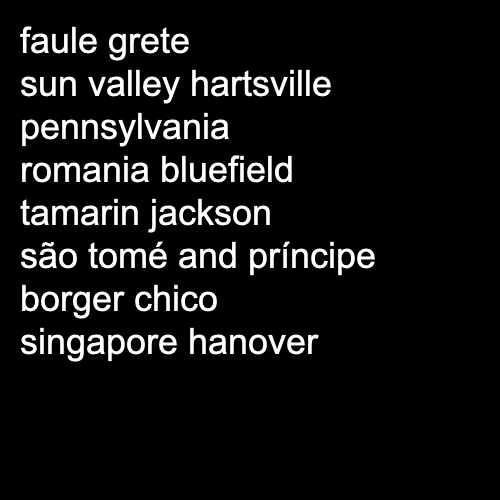 faule grete
sun valley hartsville
pennsylvania
romania bluefield
tamarin jackson
são tomé and príncipe
borger chico
singapore hanover